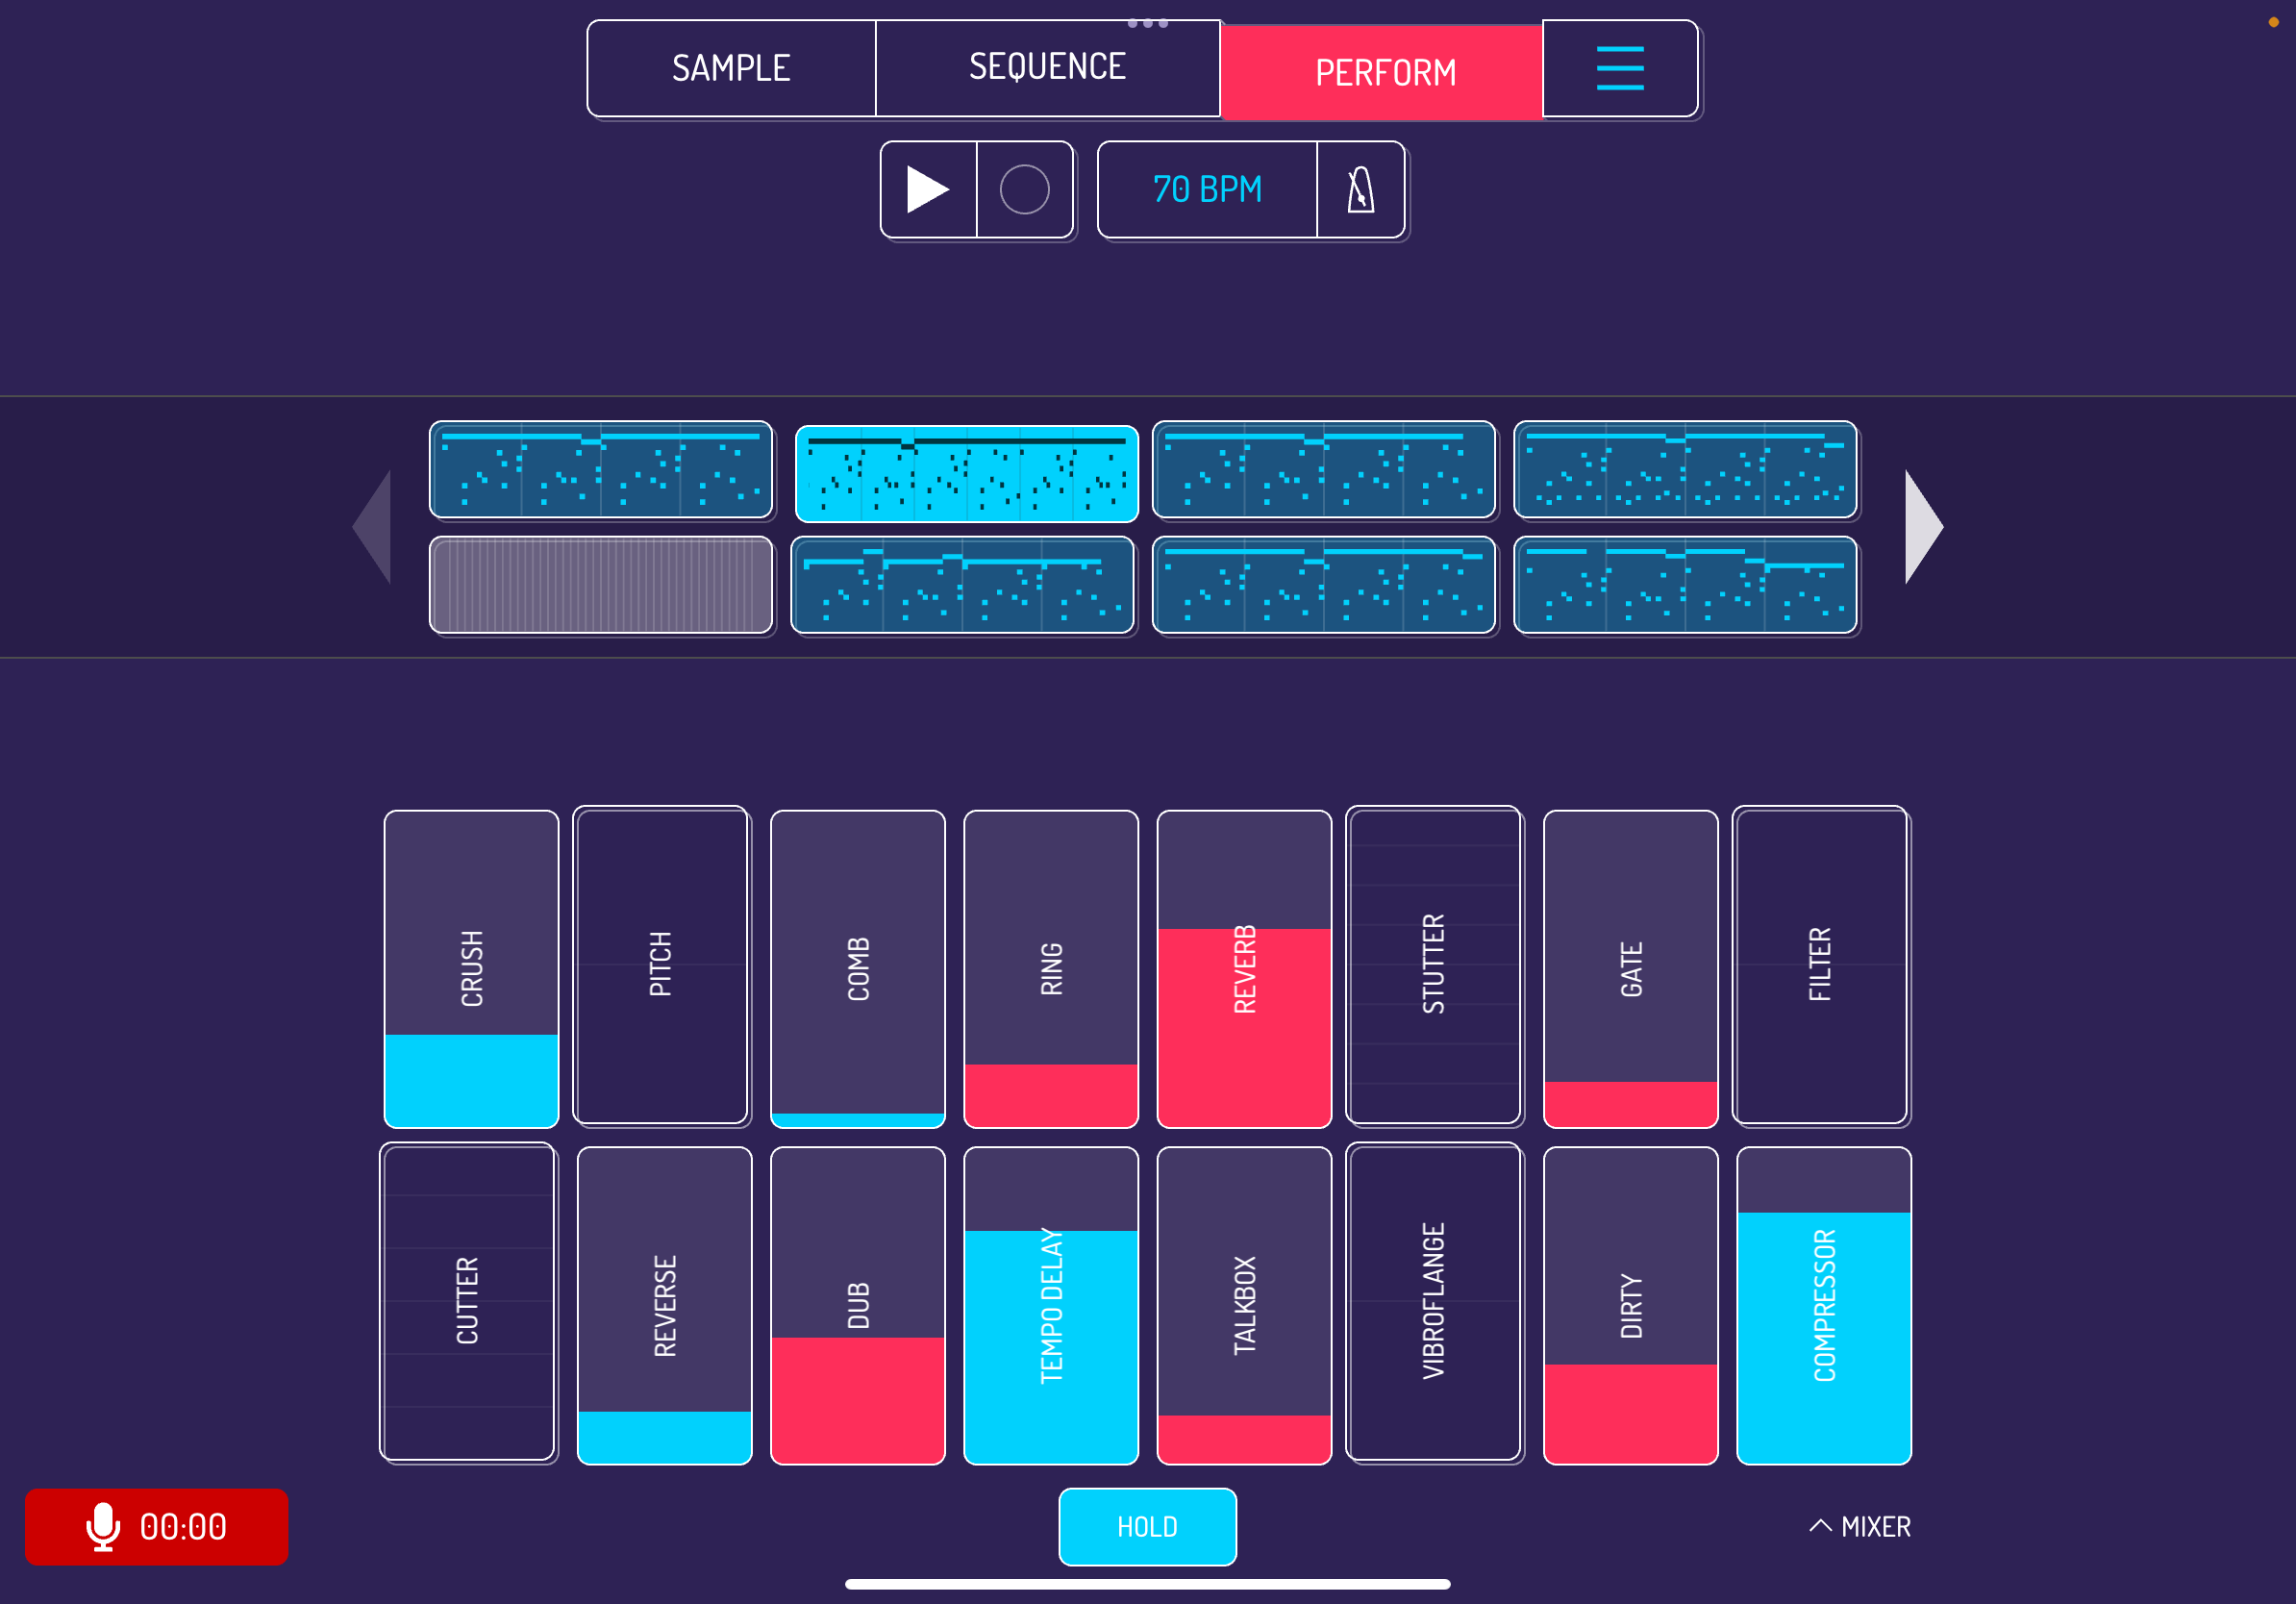 SAMPLE SEQUENCE PERFORM
70 BPM
CRUSH PITCH COMB RING REVERB STUTTER GATE FILTER
CUTTER REVERSE DUB TEMPO DELAY TALKBOX VIBROFLANGE DIRTY COMPRESSOR
00:00 HOLD MIXER